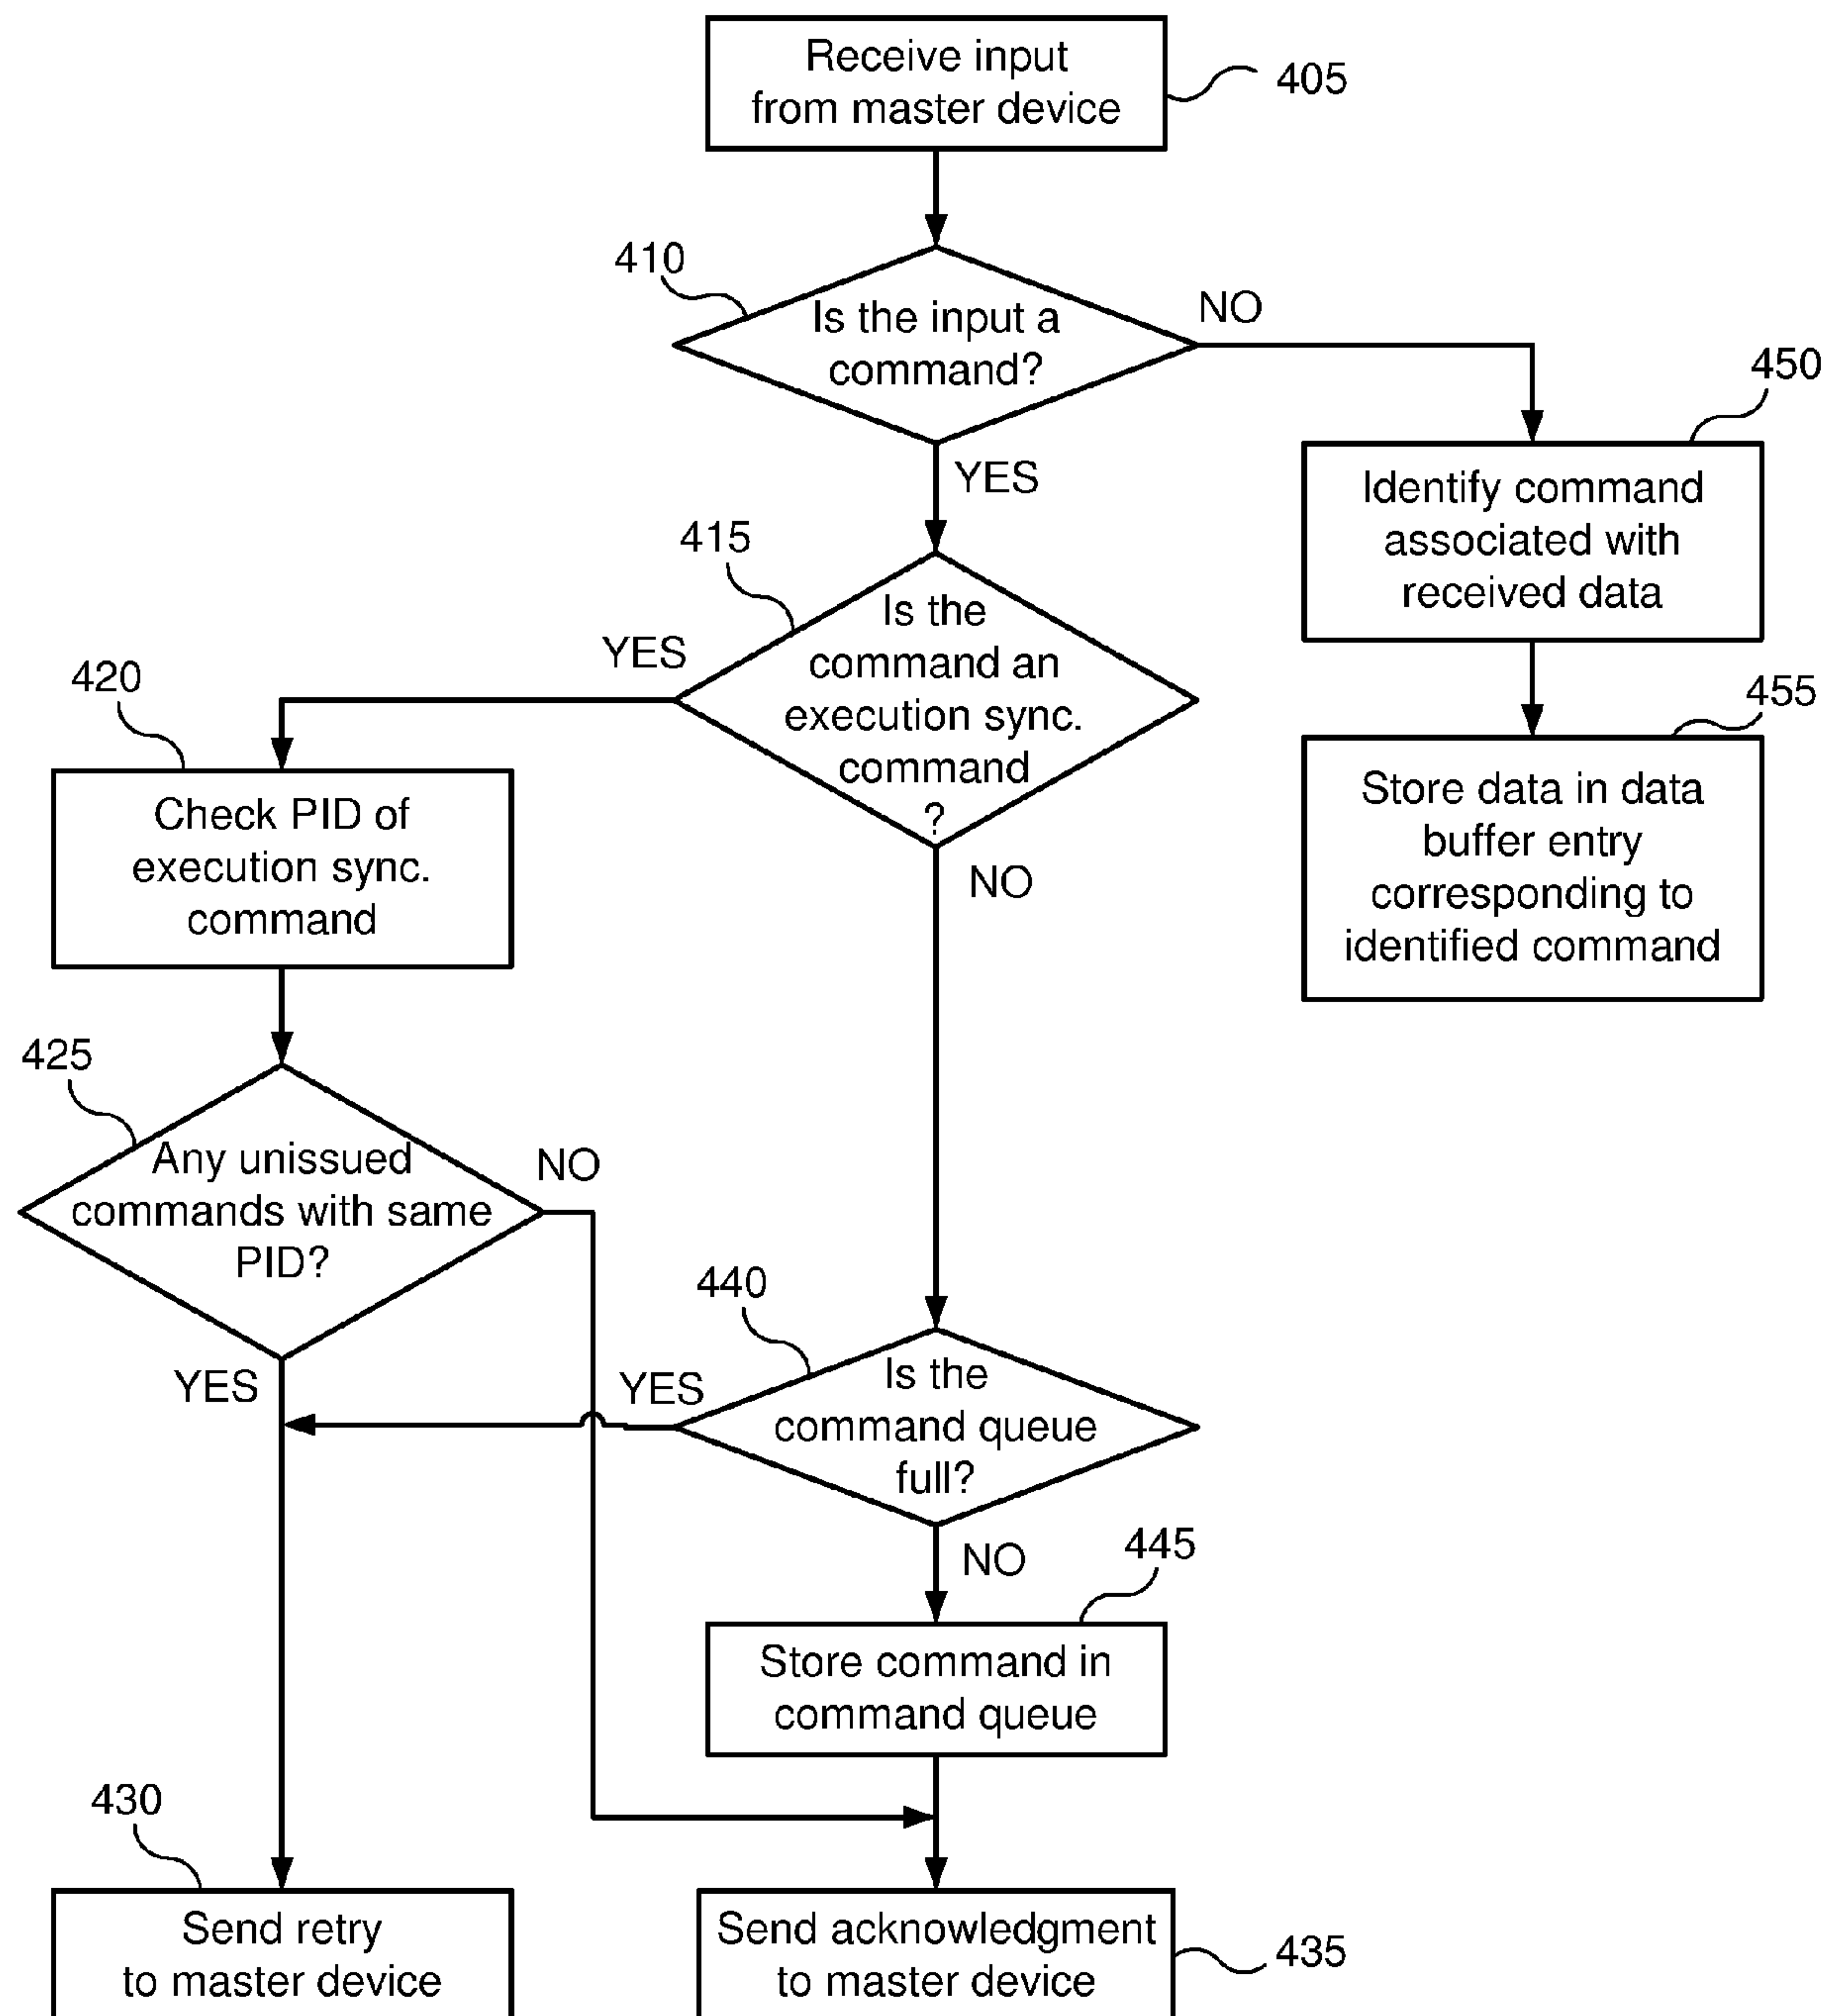 Receive input
from master device
405
410
Is the input a
command?
NO
YES
450
Identify command
associated with
received data
415
Is the
command an
execution sync.
command
?
YES
NO
455
Store data in data
buffer entry
corresponding to
identified command
420
Check PID of
execution sync.
command
425
Any unissued
commands with same
PID?
NO
YES
440
Is the
command queue
full?
YES
NO
445
Store command in
command queue
430
Send retry
to master device
Send acknowledgment
to master device
435